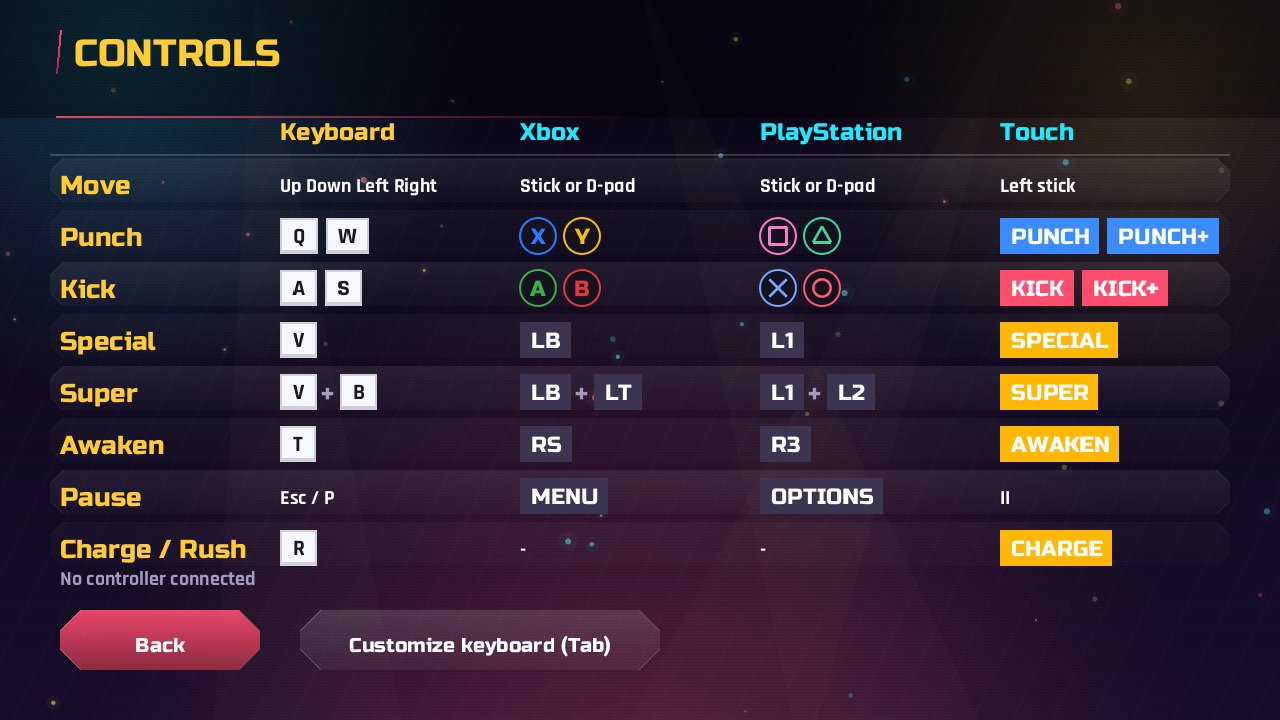 CONTROLS
Keyboard Xbox PlayStation Touch
Move Up Down Left Right Stick or D-pad Stick or D-pad Left stick
Punch Q W X Y PUNCH PUNCH+
Kick A S A B KICK KICK+
Special V LB L1 SPECIAL
Super V + B LB + LT L1 + L2 SUPER
Awaken T RS R3 AWAKEN
Pause Esc / P MENU OPTIONS II
Charge / Rush R - - CHARGE
No controller connected
Back Customize keyboard (Tab)